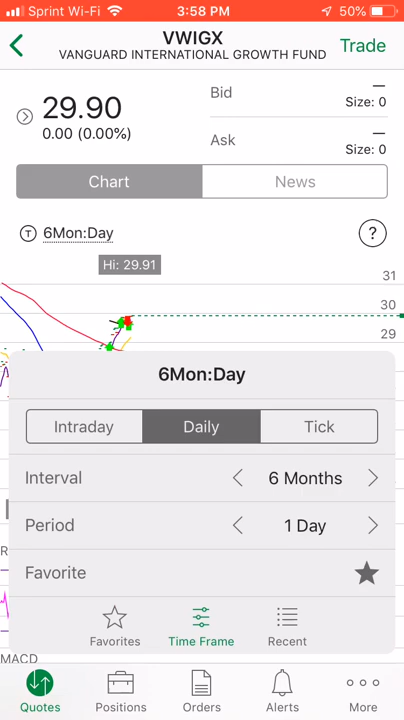 Sprint Wi-Fi 3:58 PM 50%
VWIGX
VANGUARD INTERNATIONAL GROWTH FUND
Trade
29.90
0.00 (0.00%)
Bid —
Size: 0
Ask —
Size: 0
Chart News
T 6Mon:Day ?
Hi: 29.91
31
30
29
6Mon:Day
Intraday Daily Tick
Interval 6 Months
Period 1 Day
Favorite
R
Favorites Time Frame Recent
MACD
Quotes Positions Orders Alerts More